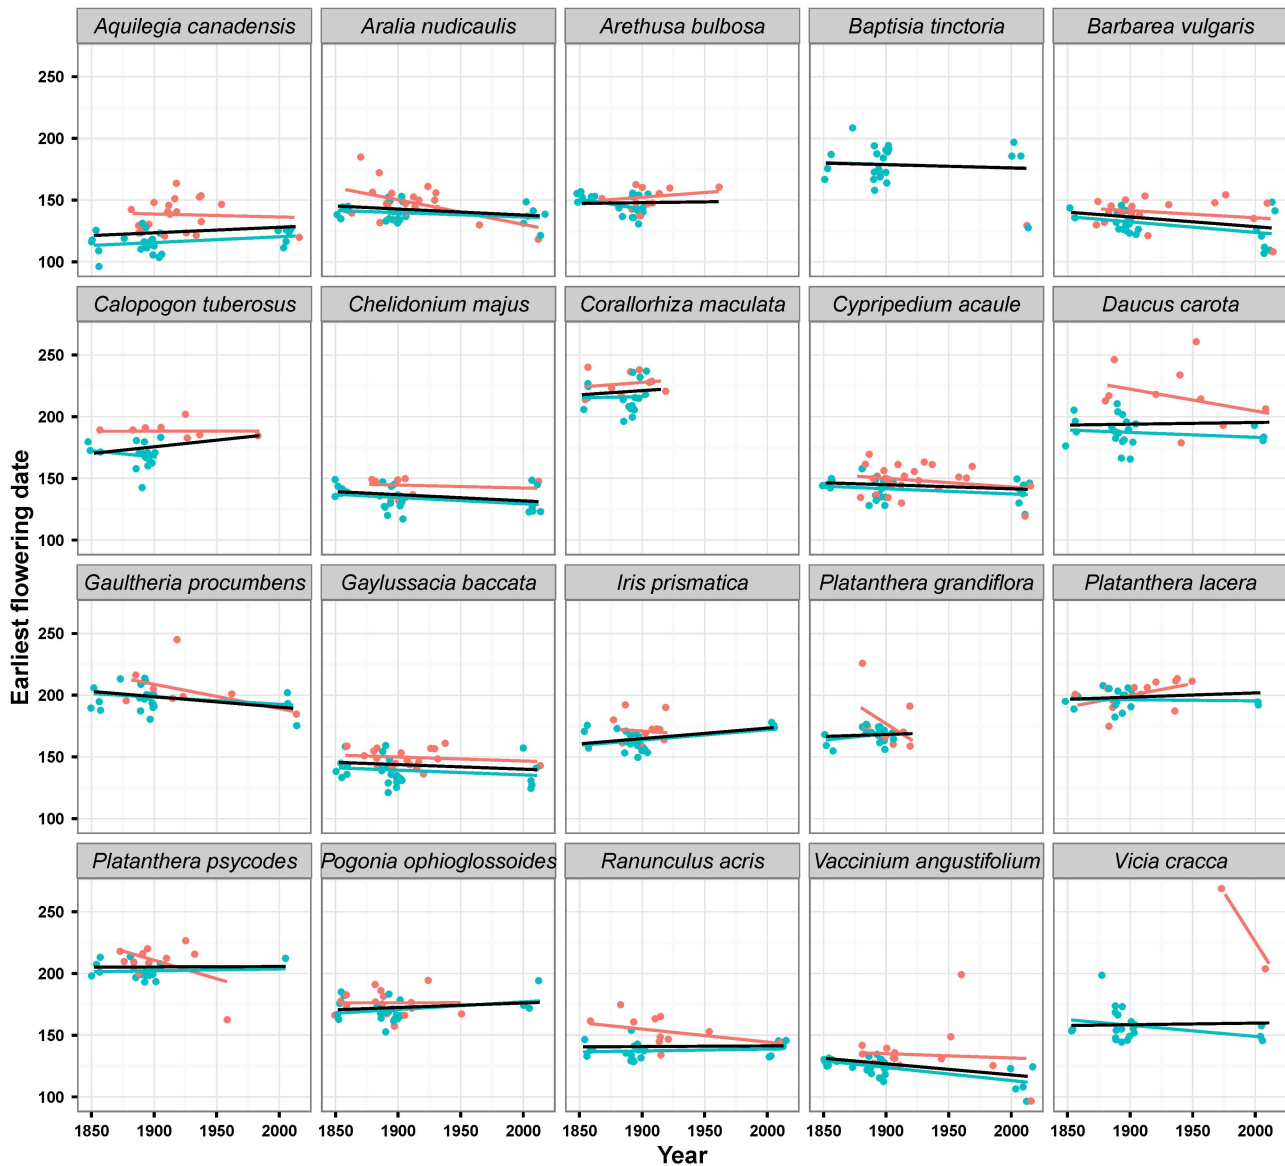 Aquilegia canadensis
Aralia nudicaulis
Arethusa bulbosa
Baptisia tinctoria
Barbarea vulgaris
250
200
150
100
Calopogon tuberosus
Chelidonium majus
Corallorhiza maculata
Cypripedium acaule
Daucus carota
250
200
150
100
Earliest flowering date
Gaultheria procumbens
Gaylussacia baccata
Iris prismatica
Platanthera grandiflora
Platanthera lacera
250
200
150
100
Platanthera psycodes
Pogonia ophioglossoides
Ranunculus acris
Vaccinium angustifolium
Vicia cracca
250
200
150
100
1850 1900 1950 2000
1850 1900 1950 2000
1850 1900 1950 2000
1850 1900 1950 2000
1850 1900 1950 2000
Year